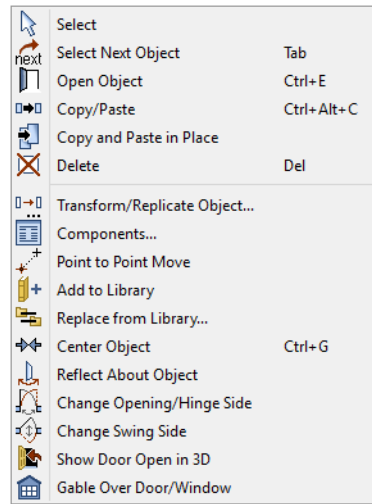 Select
next Select Next Object Tab
Open Object Ctrl+E
Copy/Paste Ctrl+Alt+C
Copy and Paste in Place
Delete Del
Transform/Replicate Object...
Components...
Point to Point Move
Add to Library
Replace from Library...
Center Object Ctrl+G
Reflect About Object
Change Opening/Hinge Side
Change Swing Side
Show Door Open in 3D
Gable Over Door/Window